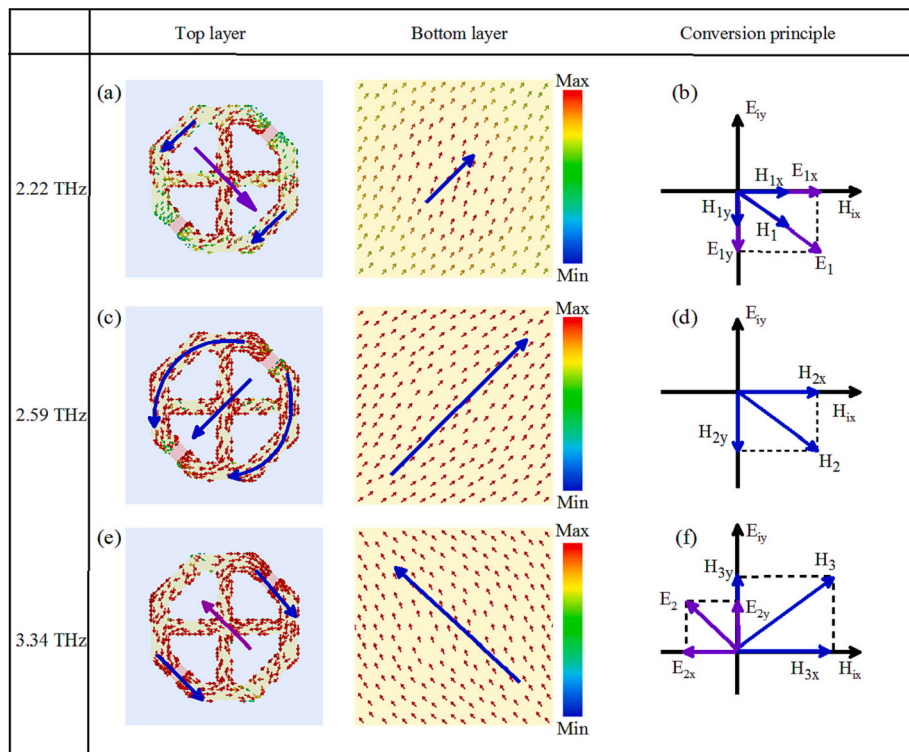 Top layer Bottom layer Conversion principle
2.22 THz
(a)
Max
Min
(b)
E_iy
H_1x E_1x
H_ix
H_1y
H_1
E_1y
E_1
2.59 THz
(c)
Max
Min
(d)
E_iy
H_2x
H_ix
H_2y
H_2
3.34 THz
(e)
Max
Min
(f)
E_iy
H_3y
H_3
E_2
E_2y
E_2x
H_3x
H_ix